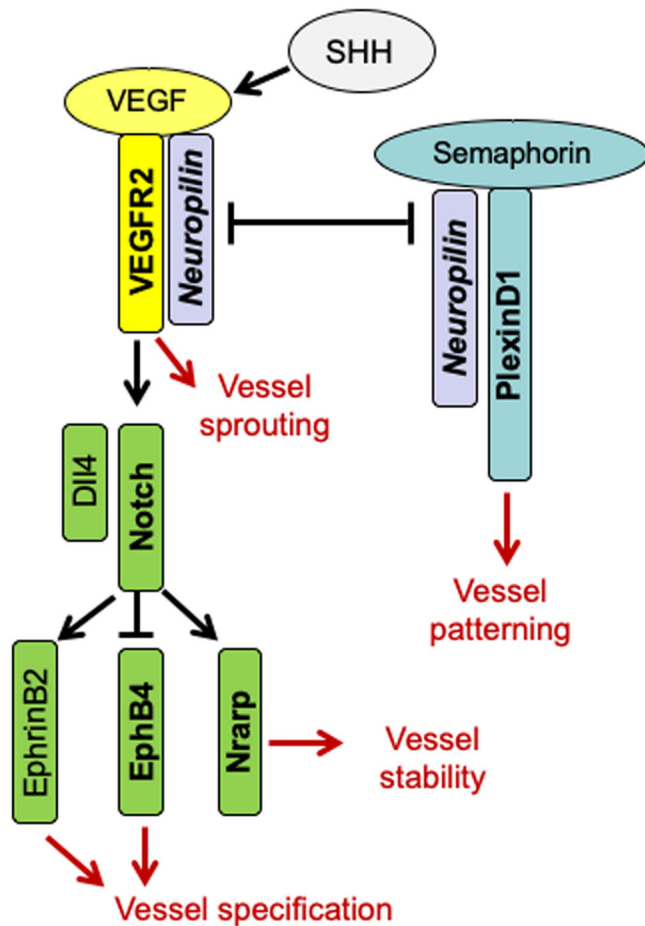 SHH
VEGF
Semaphorin
VEGFR2
Neuropilin
Neuropilin
PlexinD1
Vessel
sprouting
Dll4
Notch
Vessel
patterning
EphrinB2
EphB4
Nrarp
Vessel
stability
Vessel specification